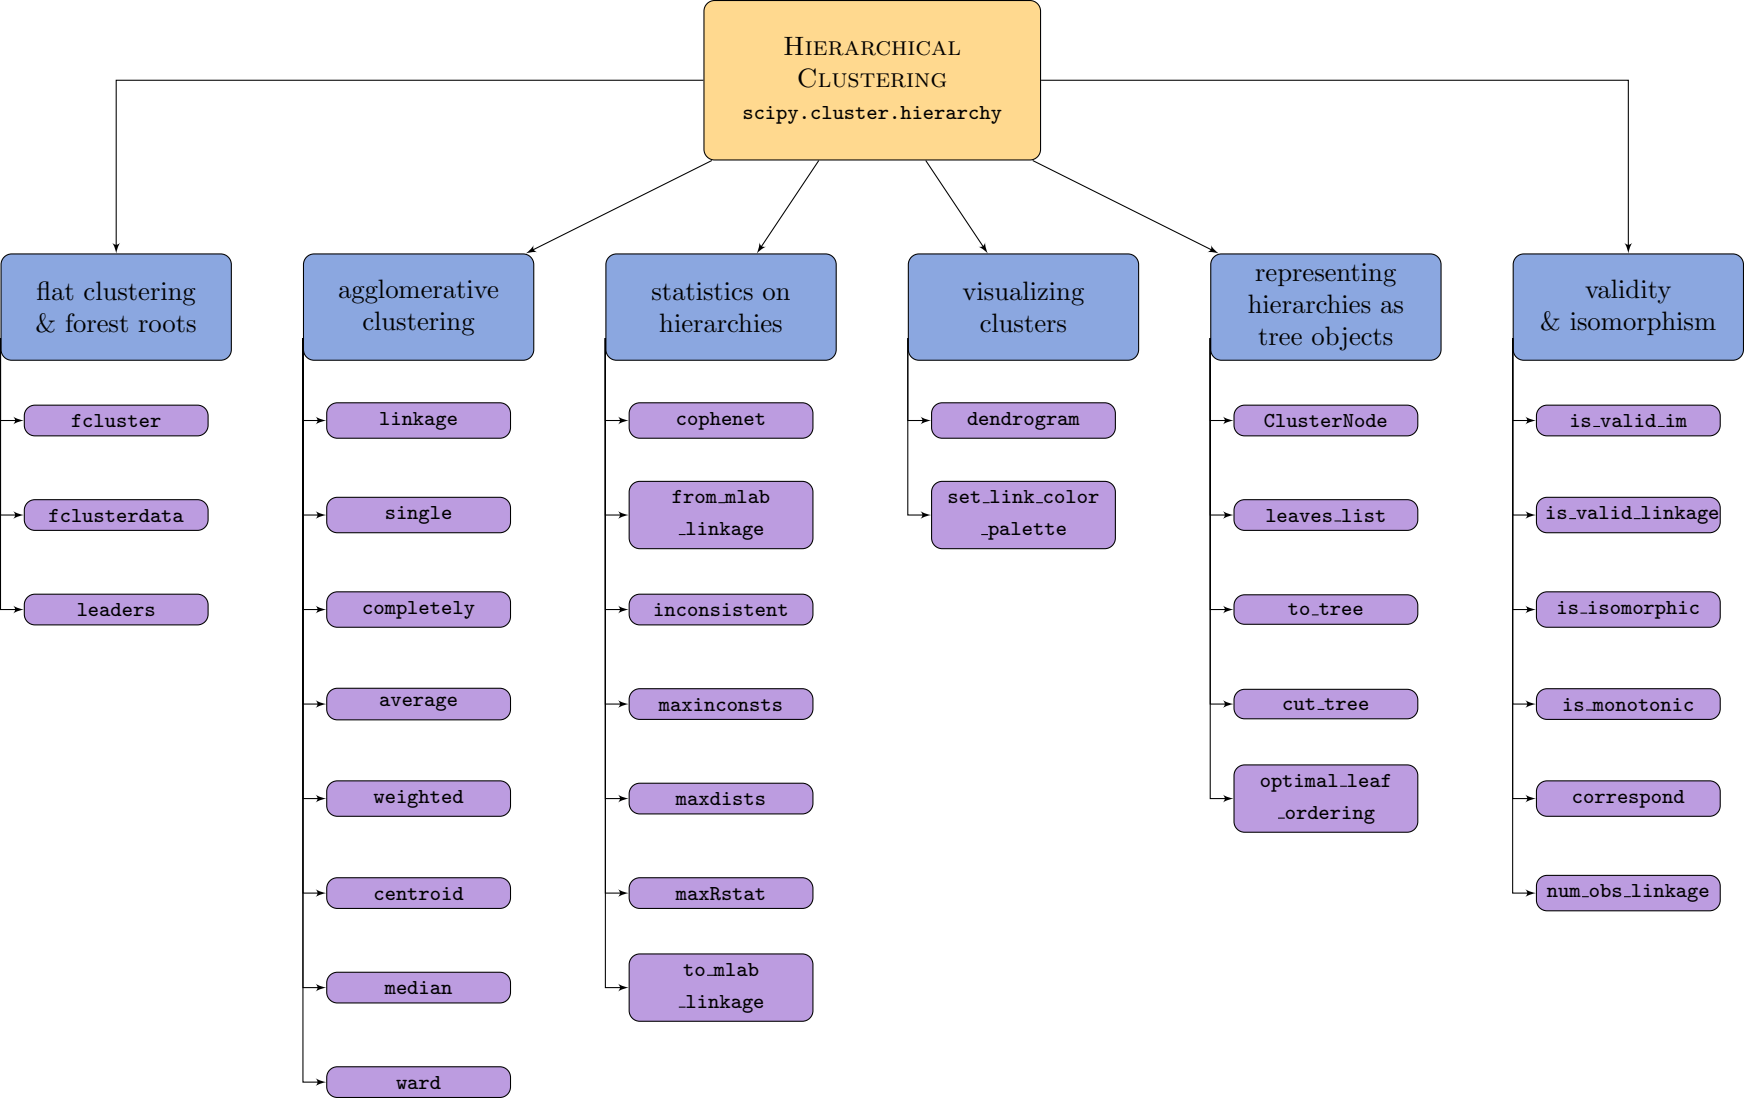 Hierarchical
Clustering
scipy.cluster.hierarchy
flat clustering
& forest roots
fcluster
fclusterdata
leaders
agglomerative
clustering
linkage
single
completely
average
weighted
centroid
median
ward
statistics on
hierarchies
cophenet
from_mlab
_linkage
inconsistent
maxinconsts
maxdists
maxRstat
to_mlab
_linkage
visualizing
clusters
dendrogram
set_link_color
_palette
representing
hierarchies as
tree objects
ClusterNode
leaves_list
to_tree
cut_tree
optimal_leaf
_ordering
validity
& isomorphism
is_valid_im
is_valid_linkage
is_isomorphic
is_monotonic
correspond
num_obs_linkage